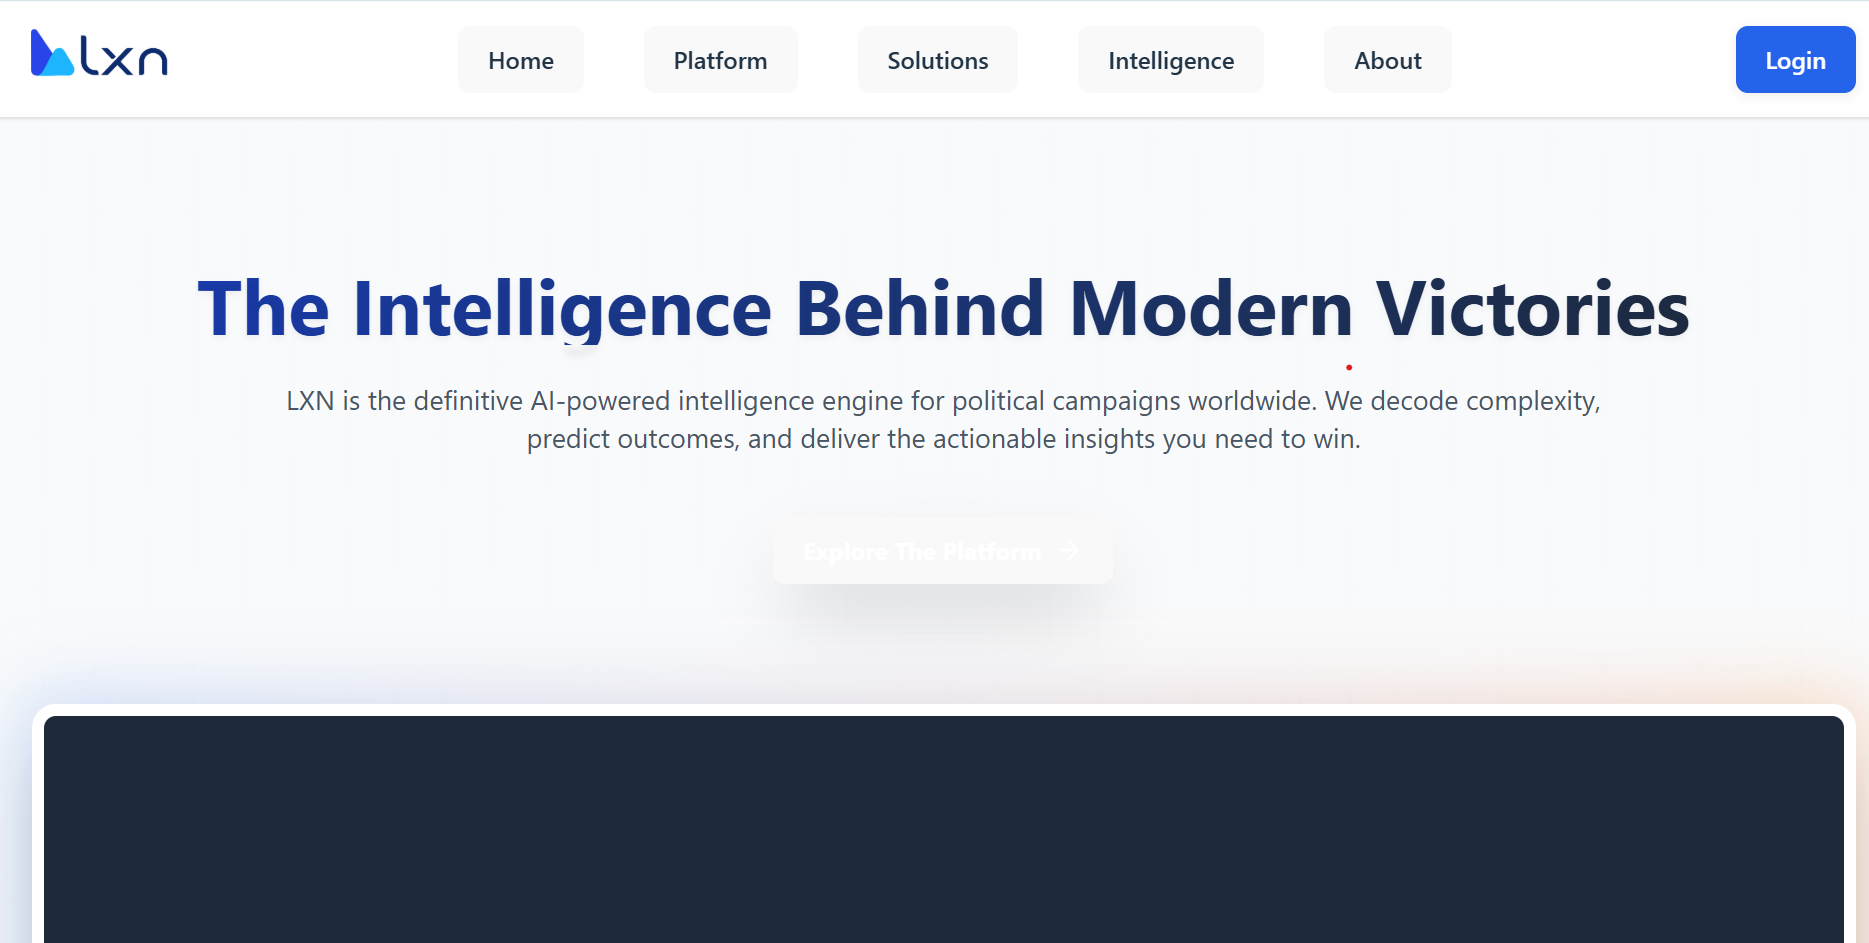 lxn
Home
Platform
Solutions
Intelligence
About
Login
The Intelligence Behind Modern Victories
LXN is the definitive AI-powered intelligence engine for political campaigns worldwide. We decode complexity,
predict outcomes, and deliver the actionable insights you need to win.
Explore The Platform →